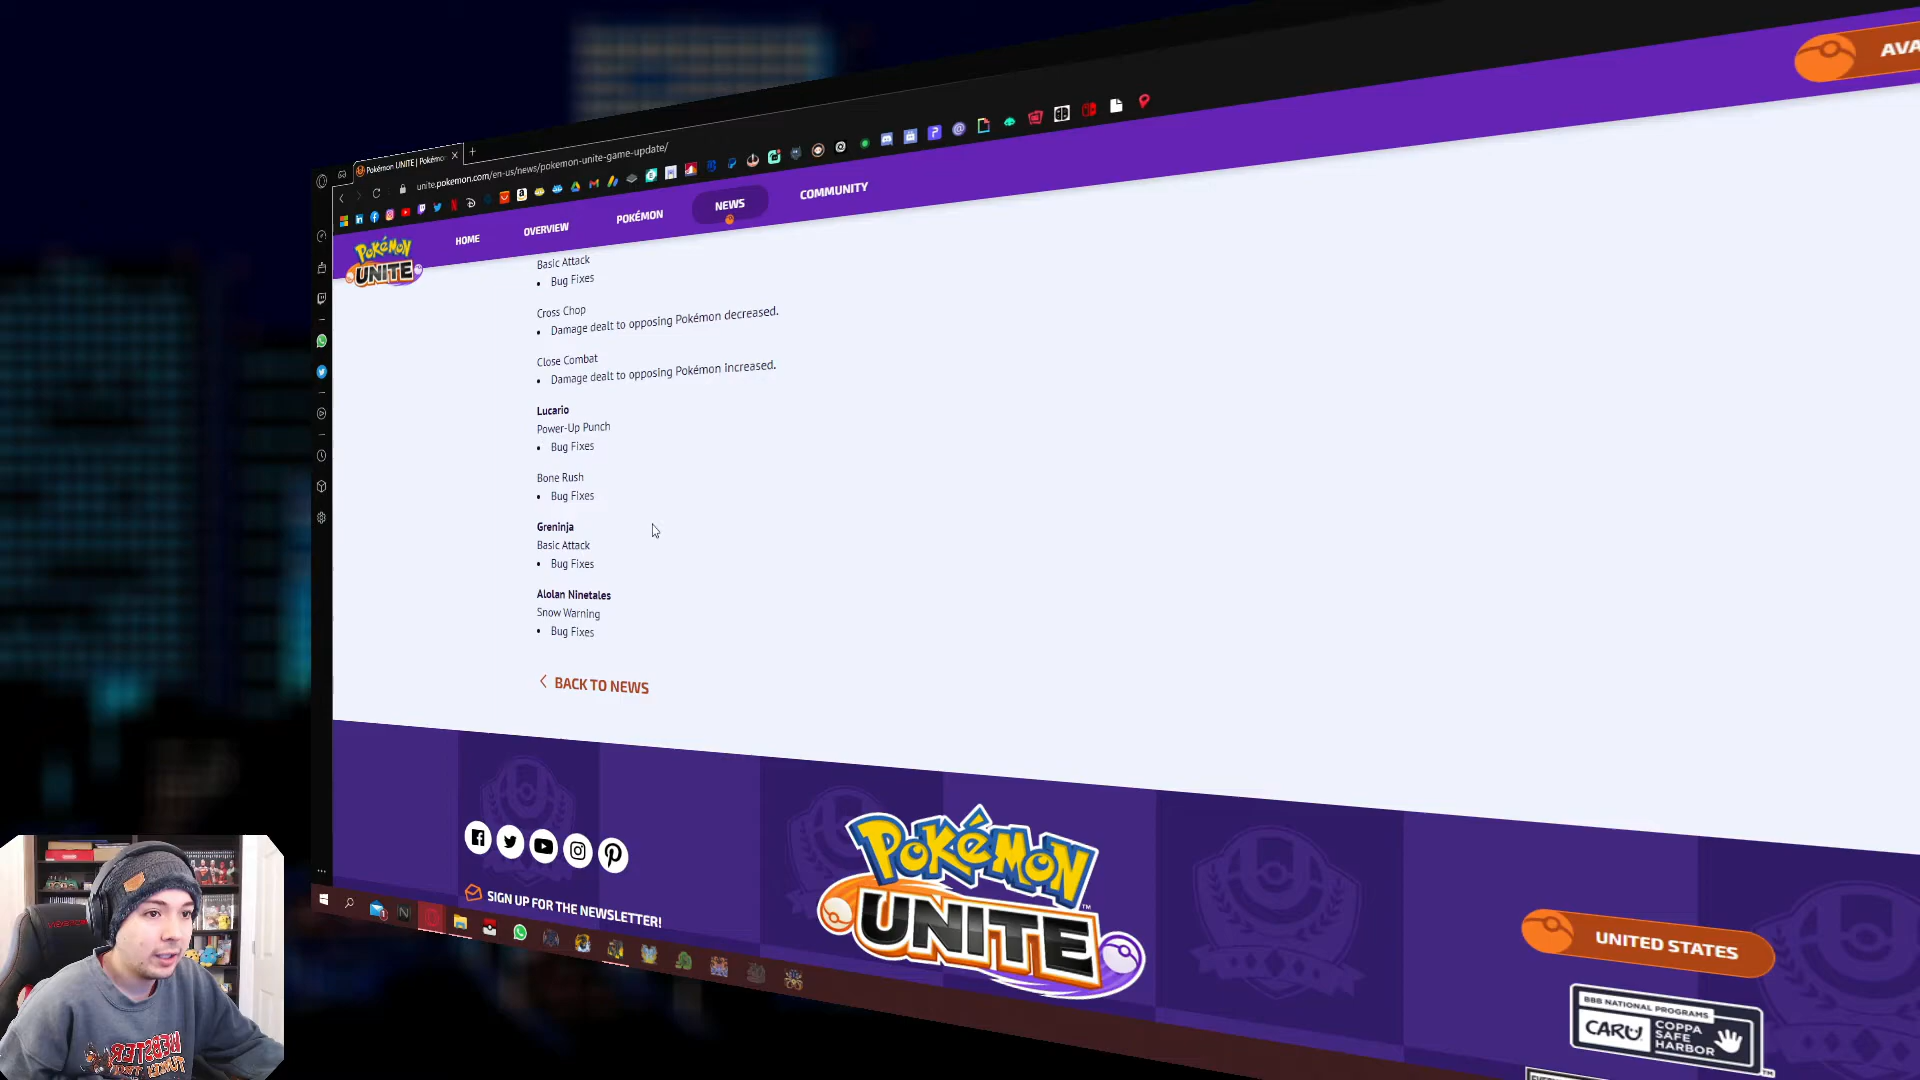 AVA
Pokémon UNITE | Pokémo
unite.pokemon.com/en-us/news/pokemon-unite-game-update/
POKÉMON
UNITE
HOME
OVERVIEW
POKÉMON
NEWS
COMMUNITY
Basic Attack
• Bug Fixes
Cross Chop
• Damage dealt to opposing Pokémon decreased.
Close Combat
• Damage dealt to opposing Pokémon increased.
Lucario
Power-Up Punch
• Bug Fixes
Bone Rush
• Bug Fixes
Greninja
Basic Attack
• Bug Fixes
Alolan Ninetales
Snow Warning
• Bug Fixes
BACK TO NEWS
SIGN UP FOR THE NEWSLETTER!
POKÉMON
UNITE
UNITED STATES
BBB NATIONAL PROGRAMS
CARU
COPPA
SAFE
HARBOR
TM